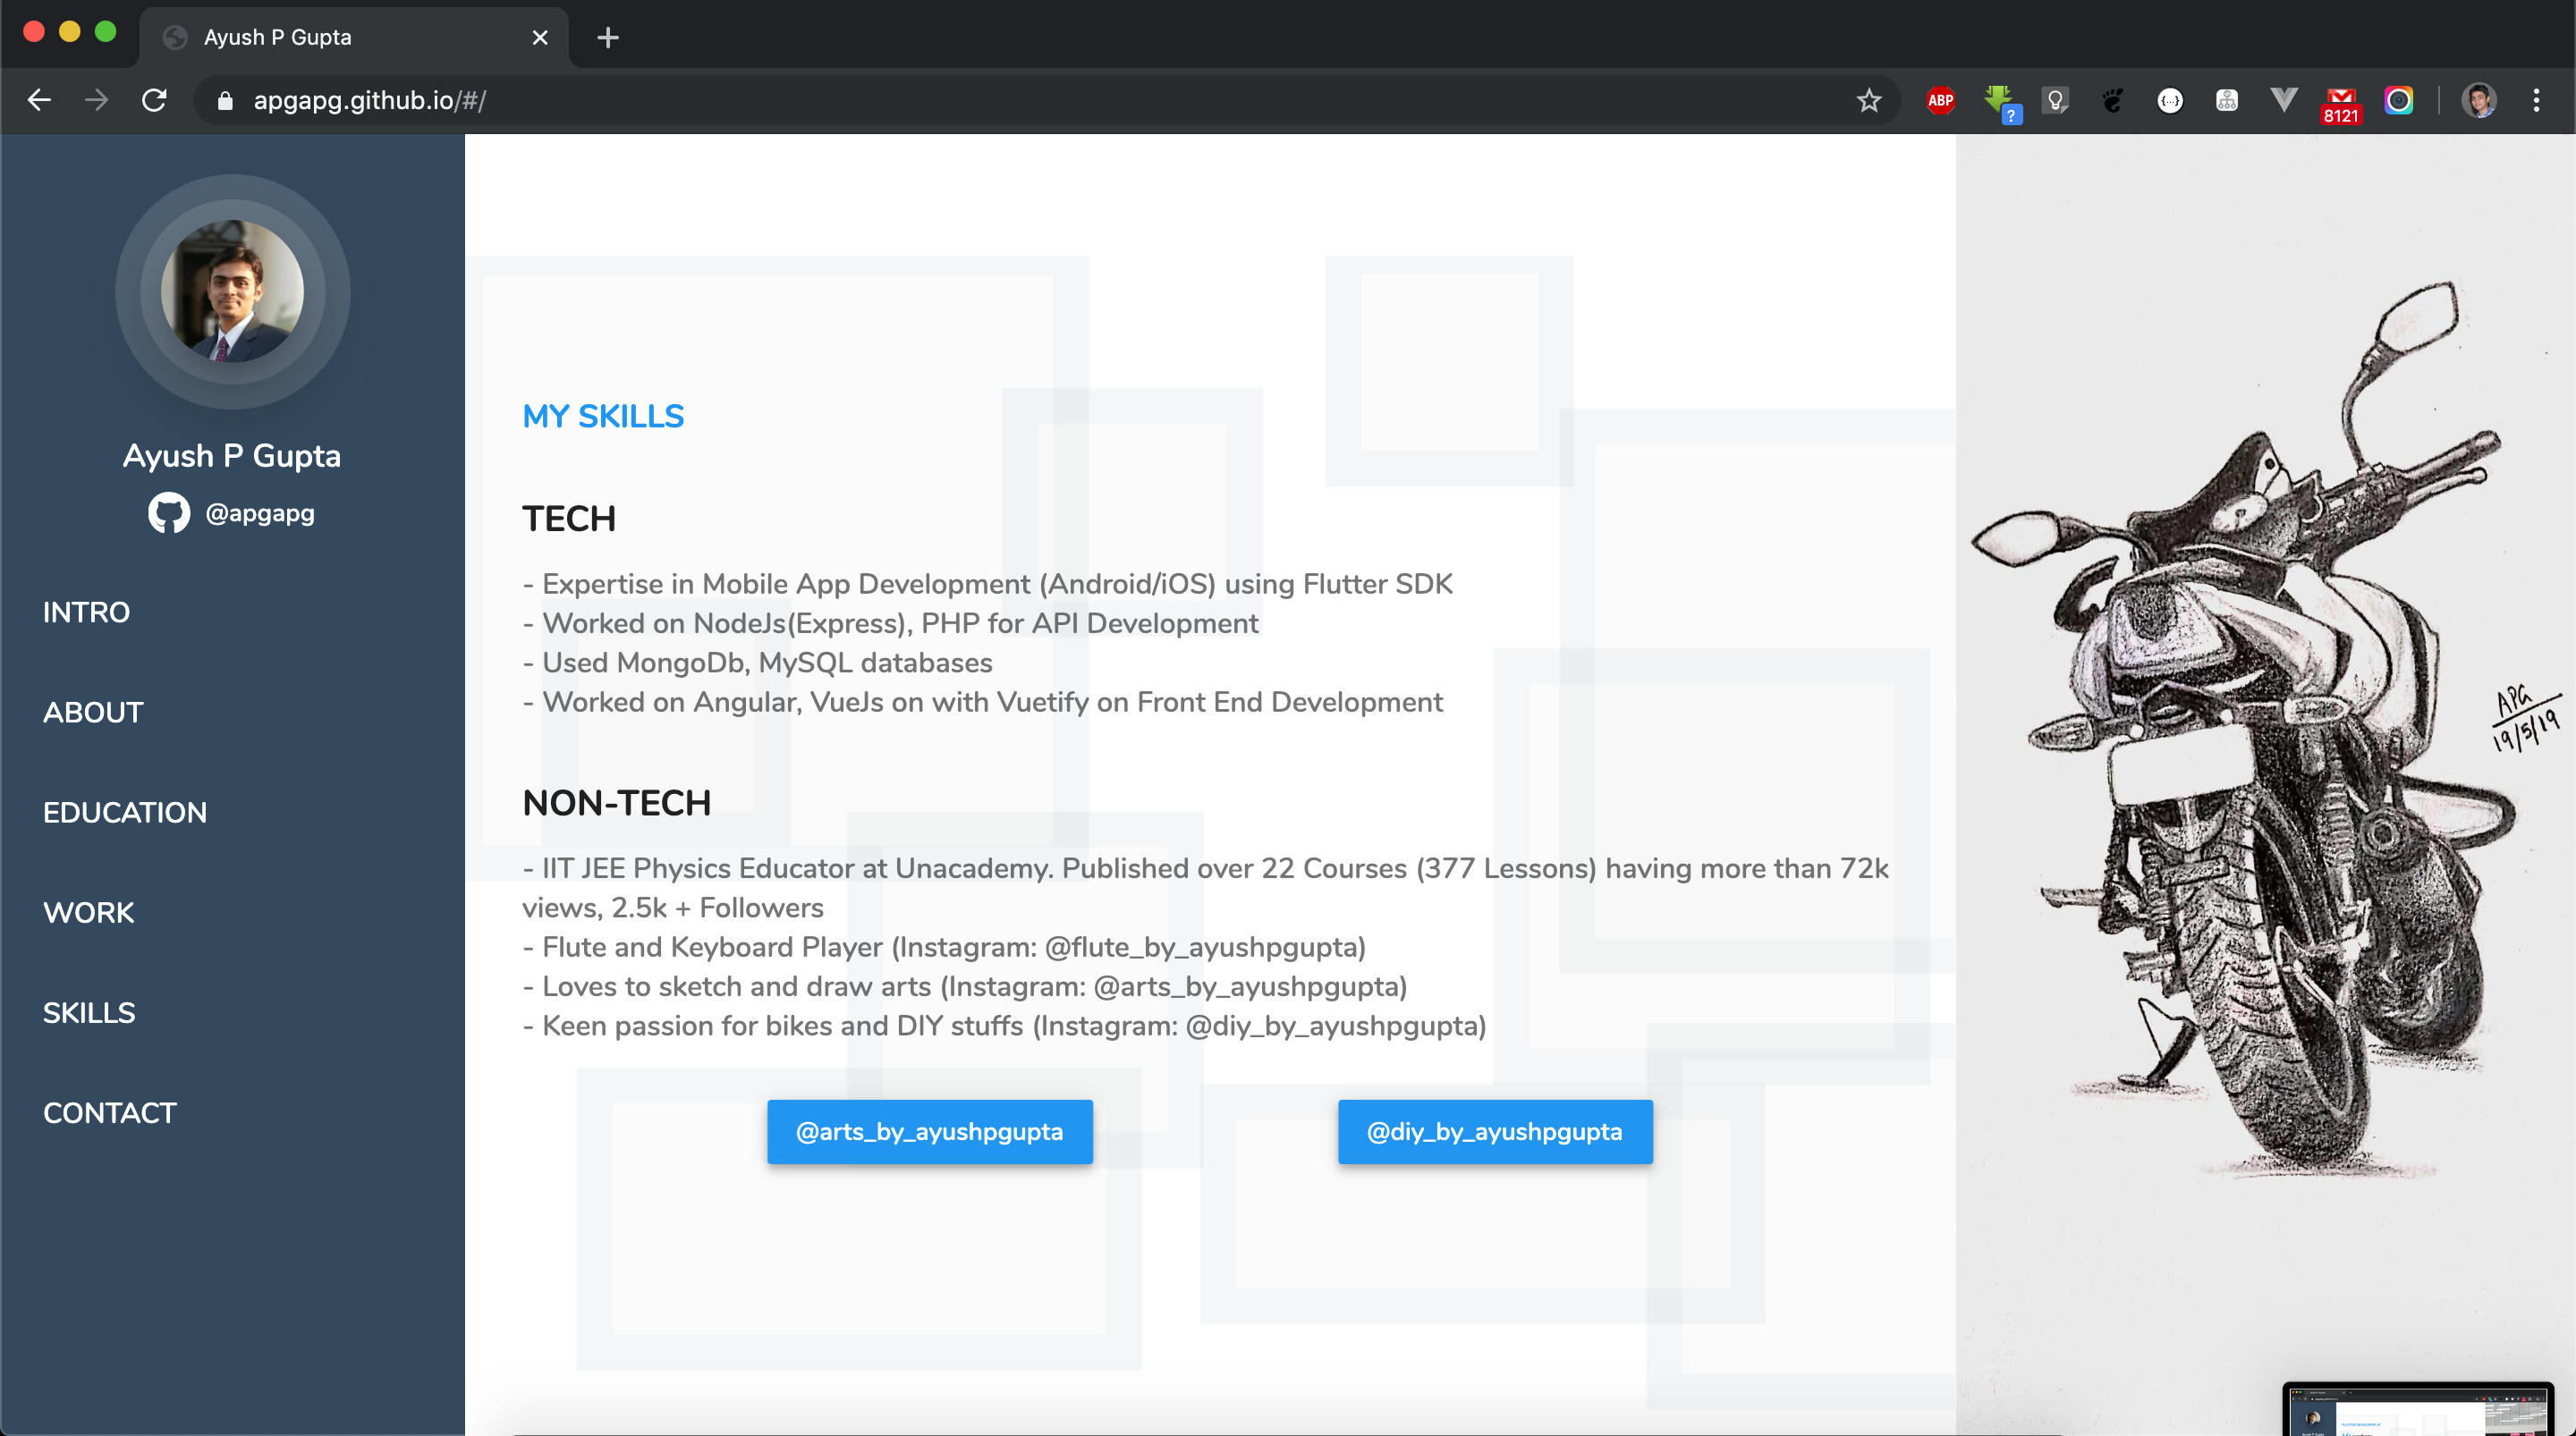 Ayush P Gupta
apgapg.github.io/#/
ABP
?
8121
Ayush P Gupta
@apgapg
INTRO
ABOUT
EDUCATION
WORK
SKILLS
CONTACT
MY SKILLS
TECH
- Expertise in Mobile App Development (Android/iOS) using Flutter SDK
- Worked on NodeJs(Express), PHP for API Development
- Used MongoDb, MySQL databases
- Worked on Angular, VueJs on with Vuetify on Front End Development
NON-TECH
- IIT JEE Physics Educator at Unacademy. Published over 22 Courses (377 Lessons) having more than 72k
views, 2.5k + Followers
- Flute and Keyboard Player (Instagram: @flute_by_ayushpgupta)
- Loves to sketch and draw arts (Instagram: @arts_by_ayushpgupta)
- Keen passion for bikes and DIY stuffs (Instagram: @diy_by_ayushpgupta)
@arts_by_ayushpgupta
@diy_by_ayushpgupta
APG
19/5/19